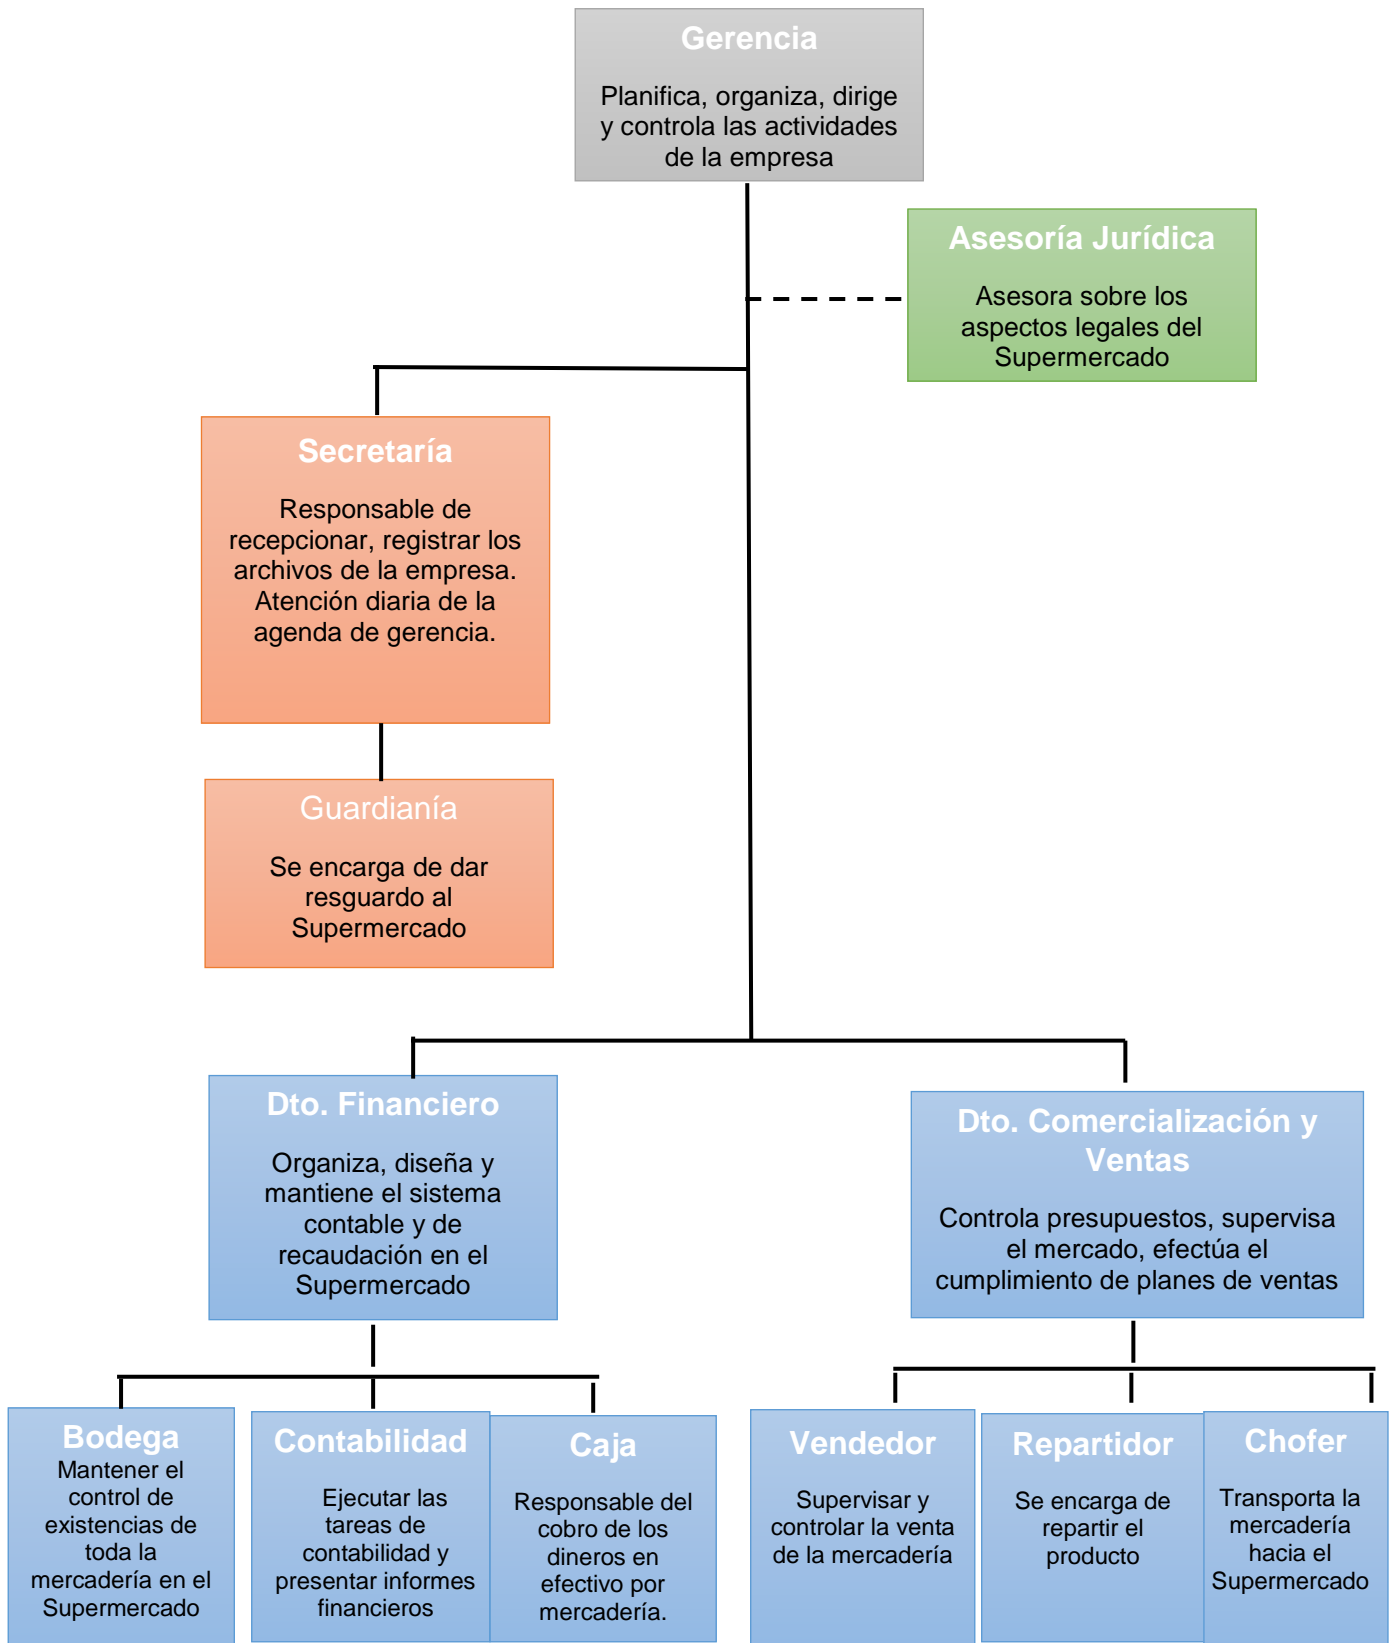 Gerencia
Planifica, organiza, dirige
y controla las actividades
de la empresa
Asesoría Jurídica
Asesora sobre los
aspectos legales del
Supermercado
Secretaría
Responsable de
recepcionar, registrar los
archivos de la empresa.
Atención diaria de la
agenda de gerencia.
Guardianía
Se encarga de dar
resguardo al
Supermercado
Dto. Financiero
Organiza, diseña y
mantiene el sistema
contable y de
recaudación en el
Supermercado
Dto. Comercialización y
Ventas
Controla presupuestos, supervisa
el mercado, efectúa el
cumplimiento de planes de ventas
Bodega
Mantener el
control de
existencias de
toda la
mercadería en el
Supermercado
Contabilidad
Ejecutar las
tareas de
contabilidad y
presentar informes
financieros
Caja
Responsable del
cobro de los
dineros en
efectivo por
mercadería.
Vendedor
Supervisar y
controlar la venta
de la mercadería
Repartidor
Se encarga de
repartir el
producto
Chofer
Transporta la
mercadería
hacia el
Supermercado